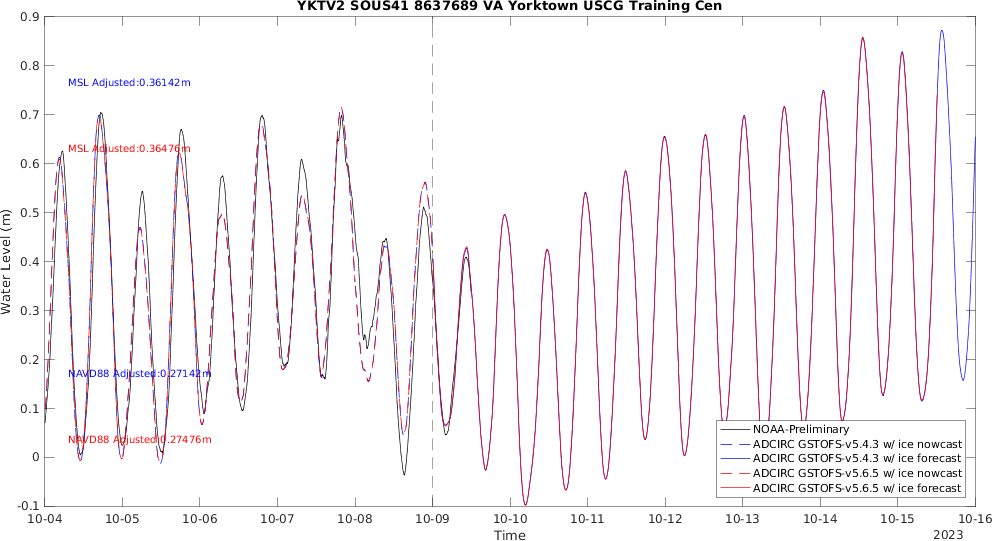 YKTV2 SOUS41 8637689 VA Yorktown USCG Training Cen
0.9
0.8
0.7
0.6
0.5
0.4
0.3
0.2
0.1
0
-0.1
Water Level (m)
MSL Adjusted:0.36142m
MSL Adjusted:0.36476m
NAVD88 Adjusted:0.27142m
NAVD88 Adjusted:0.27476m
NOAA-Preliminary
ADCIRC GSTOFS-v5.4.3 w/ ice nowcast
ADCIRC GSTOFS-v5.4.3 w/ ice forecast
ADCIRC GSTOFS-v5.6.5 w/ ice nowcast
ADCIRC GSTOFS-v5.6.5 w/ ice forecast
10-04 10-05 10-06 10-07 10-08 10-09 10-10 10-11 10-12 10-13 10-14 10-15 10-16
Time
2023